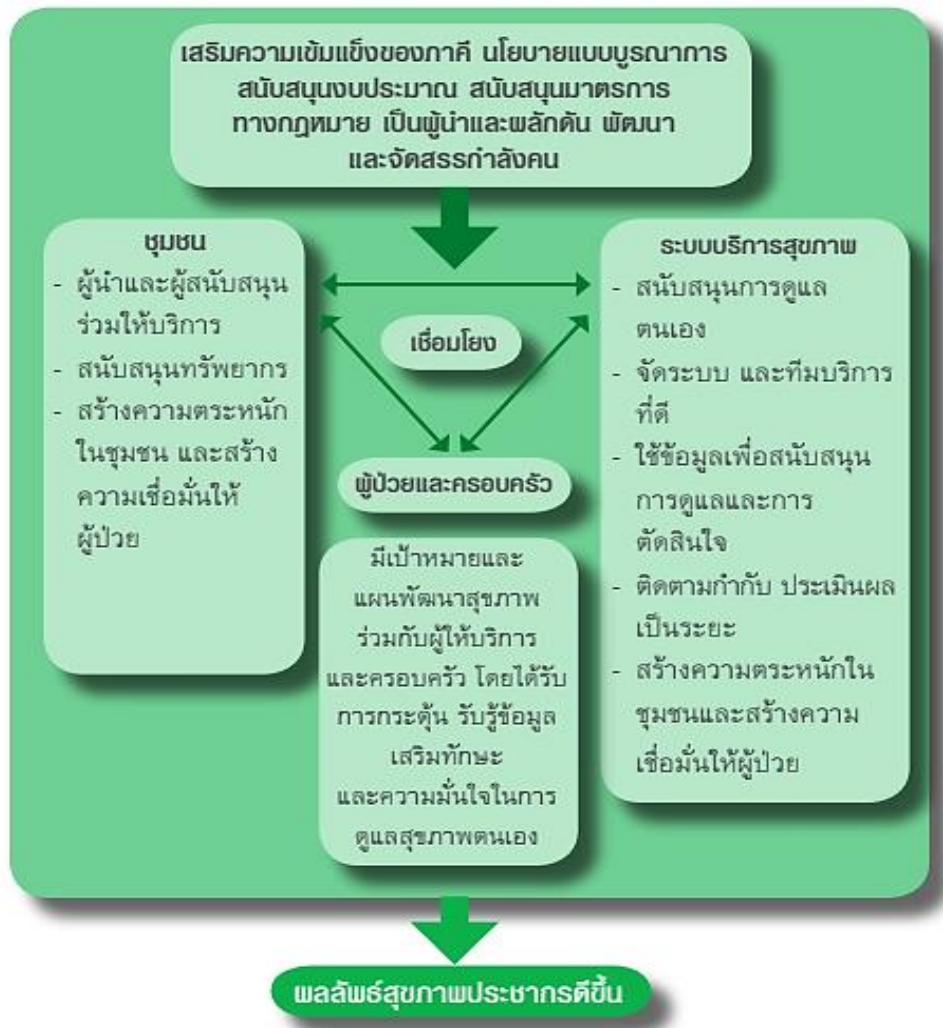 เสริมความเข้มแข็งของภาคี นโยบายแบบบูรณาการ
สนับสนุนงบประมาณ สนับสนุนมาตรการ
ทางกฎหมาย เป็นผู้นำและผลักดัน พัฒนา
และจัดสรรกำลังคน
ชุมชน
- ผู้นำและผู้สนับสนุน
ร่วมให้บริการ
- สนับสนุนทรัพยากร
- สร้างความตระหนัก
ในชุมชน และสร้าง
ความเชื่อมั่นให้
ผู้ป่วย
เชื่อมโยง
ผู้ป่วยและครอบครัว
มีเป้าหมายและ
แผนพัฒนาสุขภาพ
ร่วมกับผู้ให้บริการ
และครอบครัว โดยได้รับ
การกระตุ้น รับรู้ข้อมูล
เสริมทักษะ
และความมั่นใจในการ
ดูแลสุขภาพตนเอง
ระบบบริการสุขภาพ
- สนับสนุนการดูแล
ตนเอง
- จัดระบบ และทีมบริการ
ที่ดี
- ใช้ข้อมูลเพื่อสนับสนุน
การดูแลและการ
ตัดสินใจ
- ติดตามกำกับ ประเมินผล
เป็นระยะ
- สร้างความตระหนักใน
ชุมชนและสร้างความ
เชื่อมั่นให้ผู้ป่วย
ผลลัพธ์สุขภาพประชากรดีขึ้น